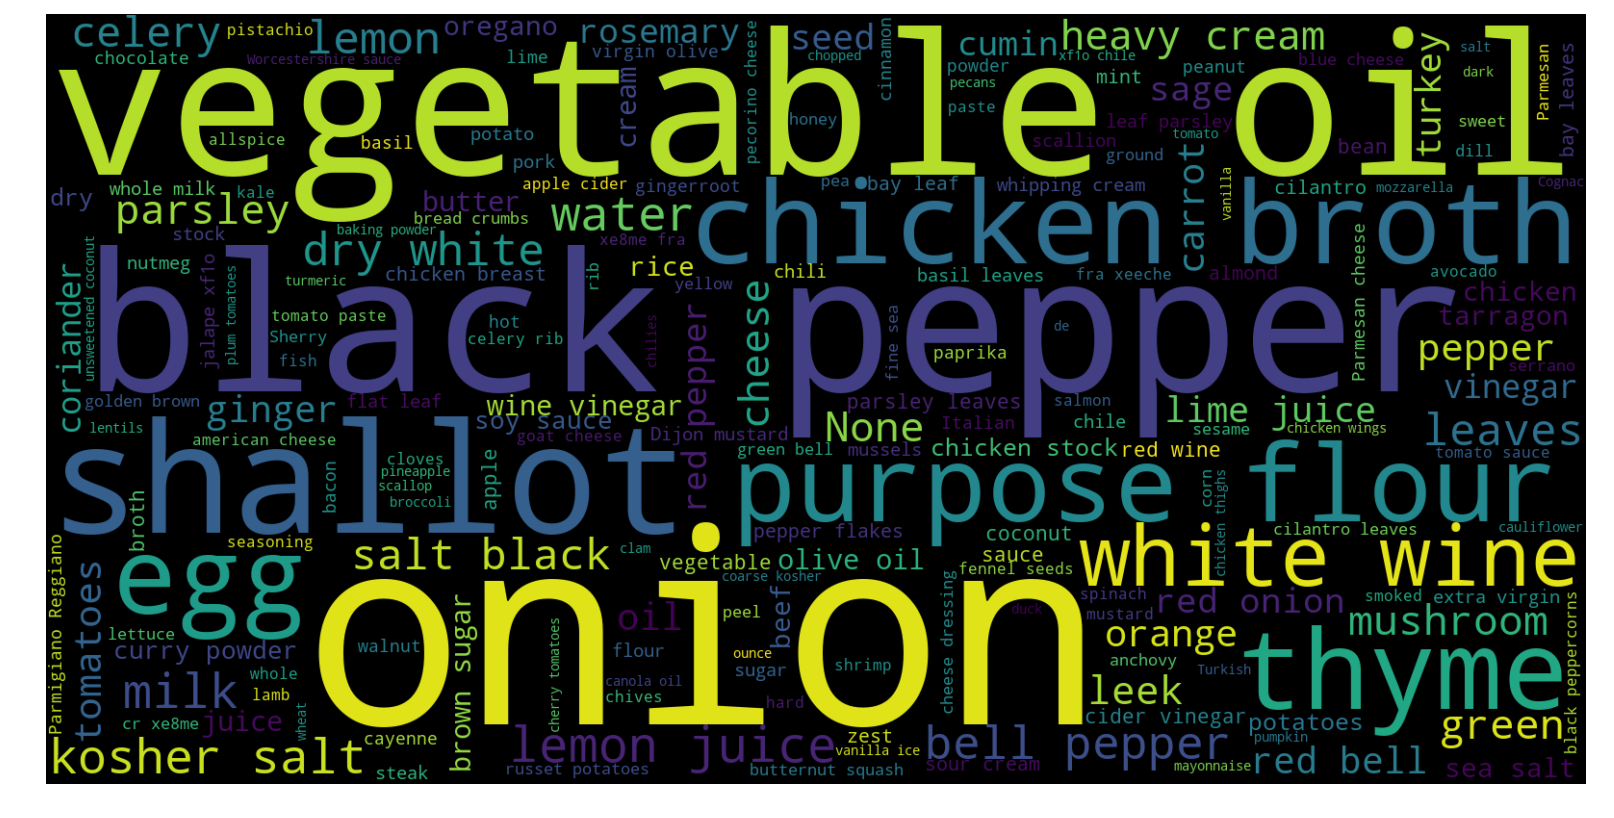 celery
pistachio
lemon
oregano
rosemary
seed
cumin
heavy cream
salt
chocolate
Worcestershire sauce
lime
virgin olive
chopped
xf1o chile
blue cheese
Parmesan
vegetable oil
cream
pecorino cheese
cinnamon
powder
pecans
mint
peanut
sage
turkey
dark
bay leaves
allspice
basil
potato
honey
paste
leaf parsley
scallion
tomato
sweet
pork
ground
bean
dill
dry
whole milk
kale
apple cider
gingerroot
pea
bay leaf
whipping cream
carrot
vanilla
cilantro
mozzarella
Cognac
parsley
butter
bread crumbs
water
chicken broth
stock
baking powder
dry white
xe8me fra
coriander
unsweetened coconut
nutmeg
jalape xf1o
plum tomatoes
turmeric
chicken breast
rib
rice
yellow
chili
basil leaves
fra xeeche
almond
Parmesan cheese
avocado
black pepper
tomato paste
hot
chicken
Sherry
celery rib
chilies
red pepper
cheese
de
tarragon
fish
paprika
fine sea
pepper
serrano
golden brown
ginger
flat leaf
wine vinegar
parsley leaves
salmon
vinegar
lentils
soy sauce
None
Italian
chile
lime juice
sesame
chicken wings
leaves
american cheese
goat cheese
Dijon mustard
green bell
mussels
chicken stock
red wine
tomato sauce
shallot
cloves
pineapple
scallop
broccoli
bacon
apple
purpose flour
corn
chicken thighs
broth
pepper flakes
coconut
cilantro leaves
cauliflower
Parmigiano Reggiano
seasoning
salt black
clam
vegetable
olive oil
sauce
fennel seeds
white wine
egg
coarse kosher
cheese dressing
spinach
smoked
extra virgin
black peppercorns
tomatoes
onion
brown sugar
oil
peel
beef
duck
mustard
red onion
mushroom
lettuce
curry powder
walnut
cherry tomatoes
flour
ounce
sugar
shrimp
orange
thyme
whole
anchovy
Turkish
milk
lamb
canola oil
chives
hard
leek
cr xe8me
juice
wheat
cider vinegar
potatoes
green
kosher salt
cayenne
lemon juice
zest
vanilla ice
bell pepper
pumpkin
steak
russet potatoes
butternut squash
sour cream
mayonnaise
red bell
sea salt